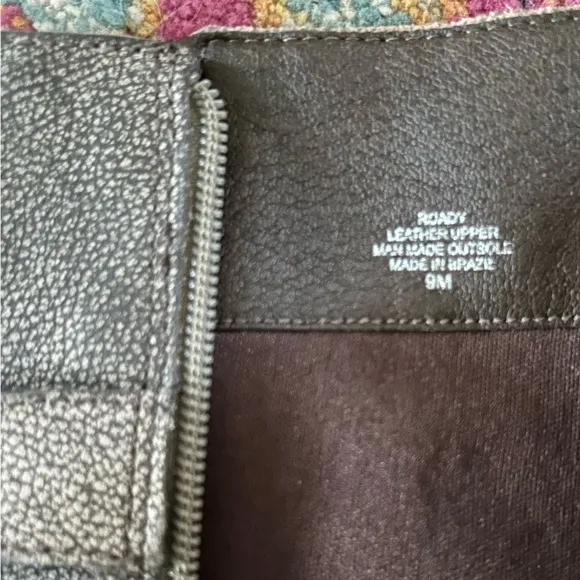 ROADY
LEATHER UPPER
MAN MADE OUTSOLE
MADE IN BRAZIL
9M